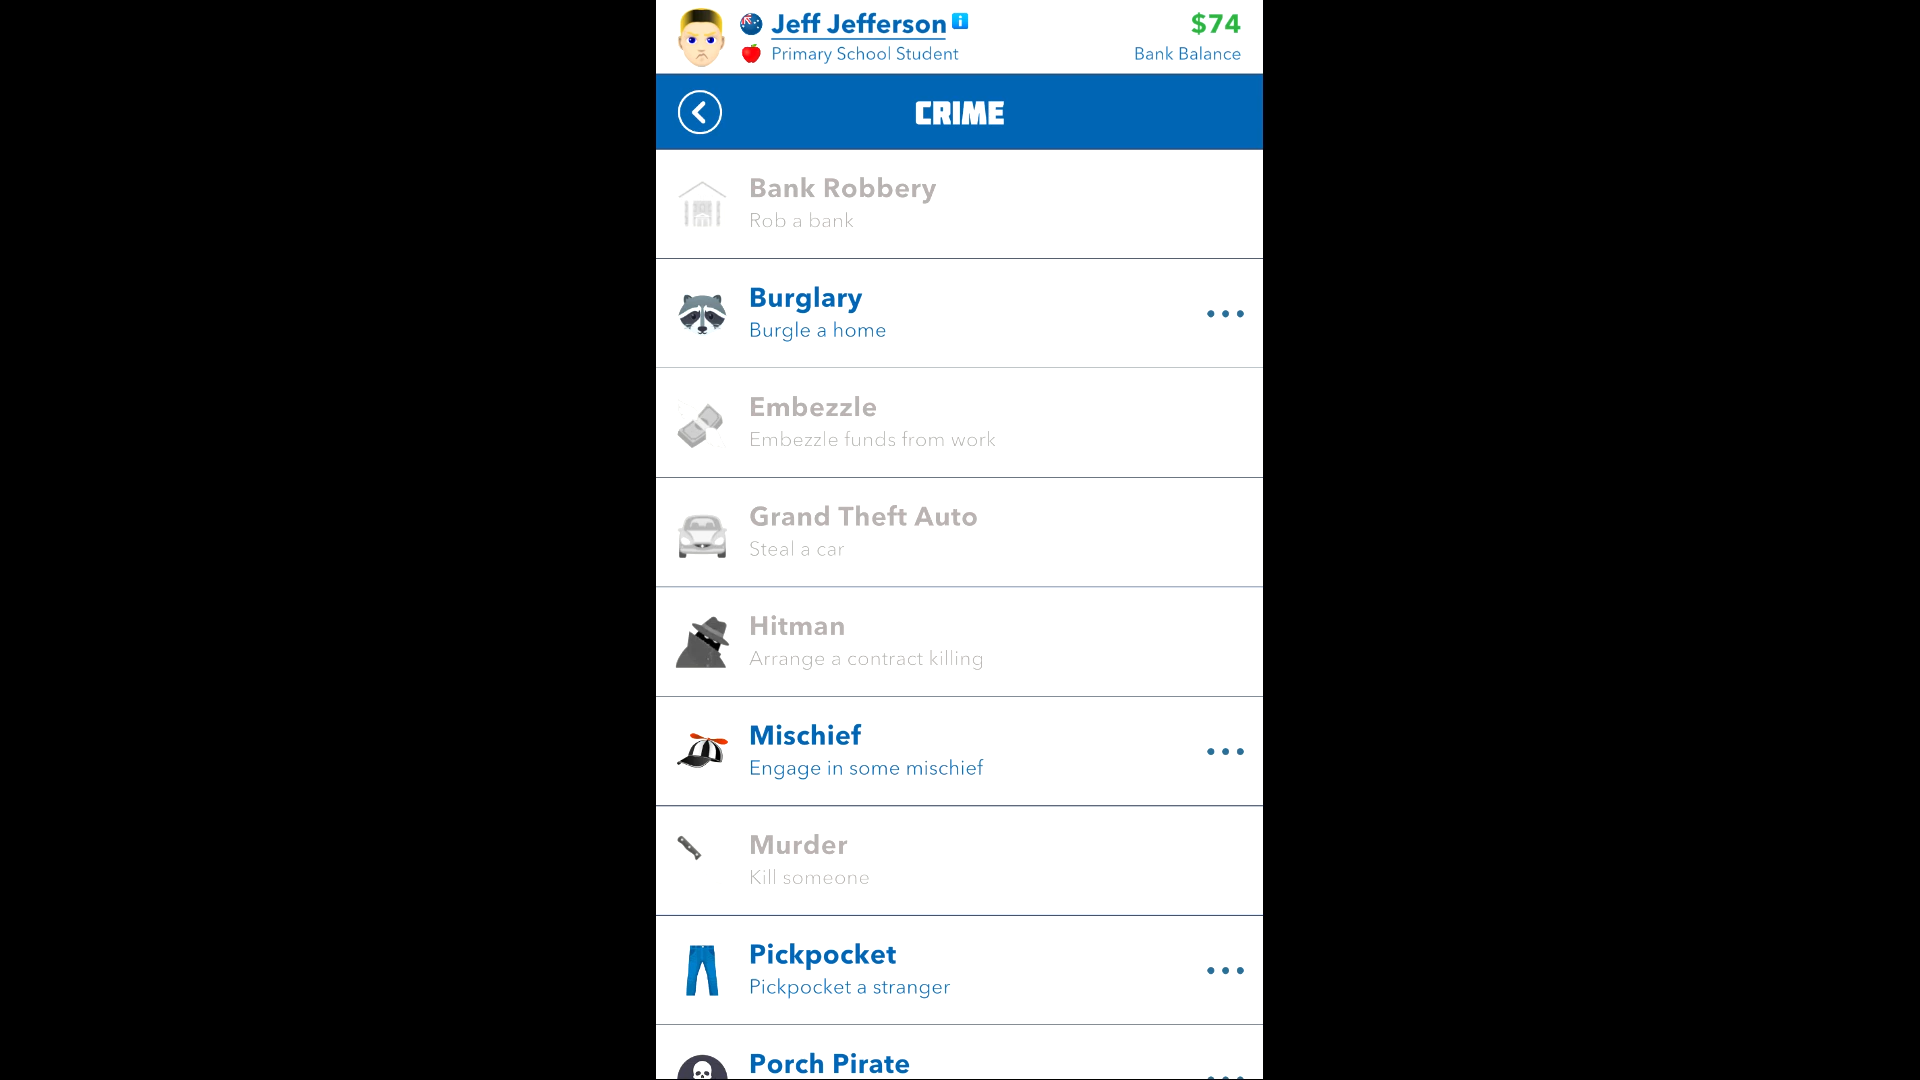 Jeff Jefferson
$74
Primary School Student
Bank Balance
CRIME
Bank Robbery
Rob a bank
Burglary
Burgle a home
Embezzle
Embezzle funds from work
Grand Theft Auto
Steal a car
Hitman
Arrange a contract killing
Mischief
Engage in some mischief
Murder
Kill someone
Pickpocket
Pickpocket a stranger
Porch Pirate